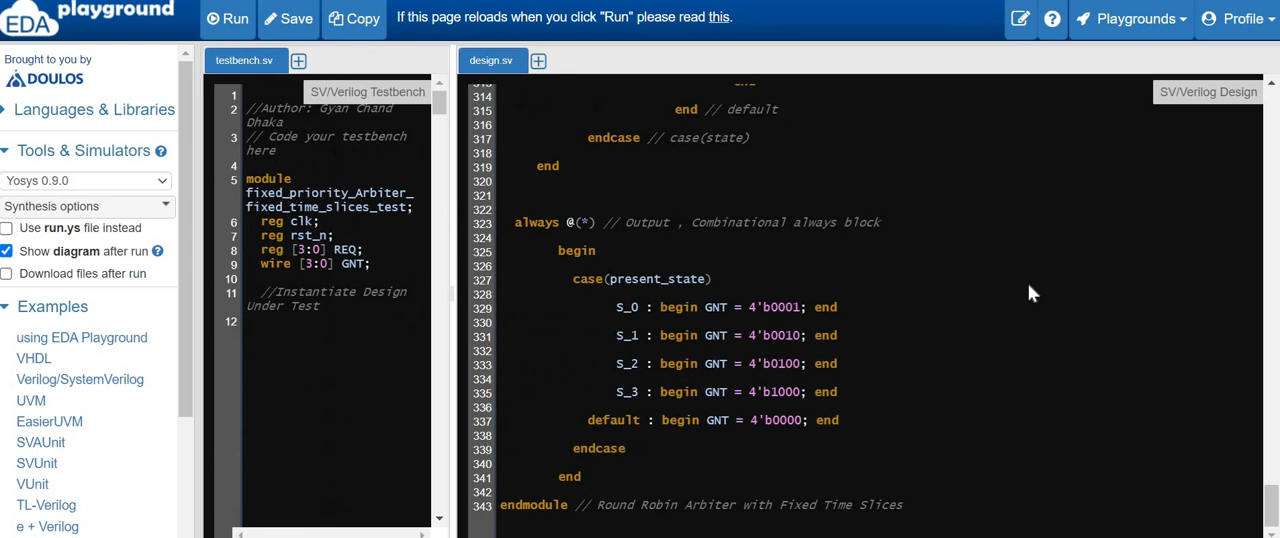 EDA playground
Run Save Copy If this page reloads when you click "Run" please read this. Playgrounds Profile
Brought to you by
DOULOS
Languages & Libraries
Tools & Simulators
Yosys 0.9.0
Synthesis options
Use run.ys file instead
Show diagram after run
Download files after run
Examples
using EDA Playground
VHDL
Verilog/SystemVerilog
UVM
EasierUVM
SVAUnit
SVUnit
VUnit
TL-Verilog
e + Verilog
testbench.sv
SV/Verilog Testbench
1
2 //Author: Gyan Chand
Dhaka
3 // Code your testbench
here
4
5 module
fixed_priority_Arbiter_
fixed_time_slices_test;
6 reg clk;
7 reg rst_n;
8 reg [3:0] REQ;
9 wire [3:0] GNT;
10
11 //Instantiate Design
Under Test
12
design.sv
SV/Verilog Design
314
315 end // default
316
317 endcase // case(state)
318
319 end
320
321
322
323 always @(*) // Output , Combinational always block
324
325 begin
326
327 case(present_state)
328
329 S_0 : begin GNT = 4'b0001; end
330
331 S_1 : begin GNT = 4'b0010; end
332
333 S_2 : begin GNT = 4'b0100; end
334
335 S_3 : begin GNT = 4'b1000; end
336
337 default : begin GNT = 4'b0000; end
338
339 endcase
340
341 end
342
343 endmodule // Round Robin Arbiter with Fixed Time Slices